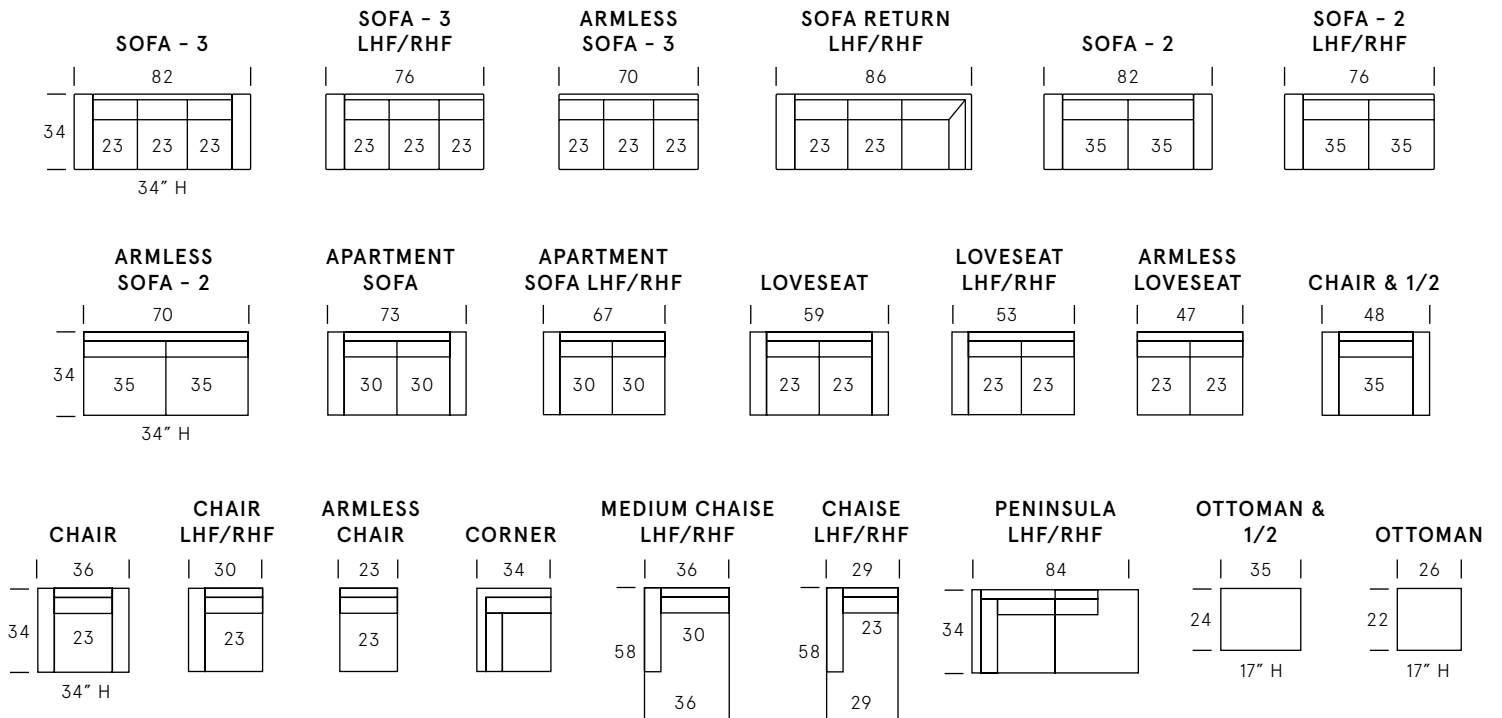 SOFA - 3
82
34
23 23 23
34" H
SOFA - 3
LHF/RHF
76
23 23 23
ARMLESS
SOFA - 3
70
23 23 23
SOFA RETURN
LHF/RHF
86
23 23
SOFA - 2
82
35 35
SOFA - 2
LHF/RHF
76
35 35
ARMLESS
SOFA - 2
70
34
35 35
34" H
APARTMENT
SOFA
73
30 30
APARTMENT
SOFA LHF/RHF
67
30 30
LOVESEAT
59
23 23
LOVESEAT
LHF/RHF
53
23 23
ARMLESS
LOVESEAT
47
23 23
CHAIR & 1/2
48
35
CHAIR
36
34
23
34" H
CHAIR
LHF/RHF
30
23
ARMLESS
CHAIR
23
23
CORNER
34
MEDIUM CHAISE
LHF/RHF
36
30
58
36
CHAISE
LHF/RHF
29
23
58
29
PENINSULA
LHF/RHF
84
34
OTTOMAN &
1/2
35
24
17" H
OTTOMAN
26
22
17" H